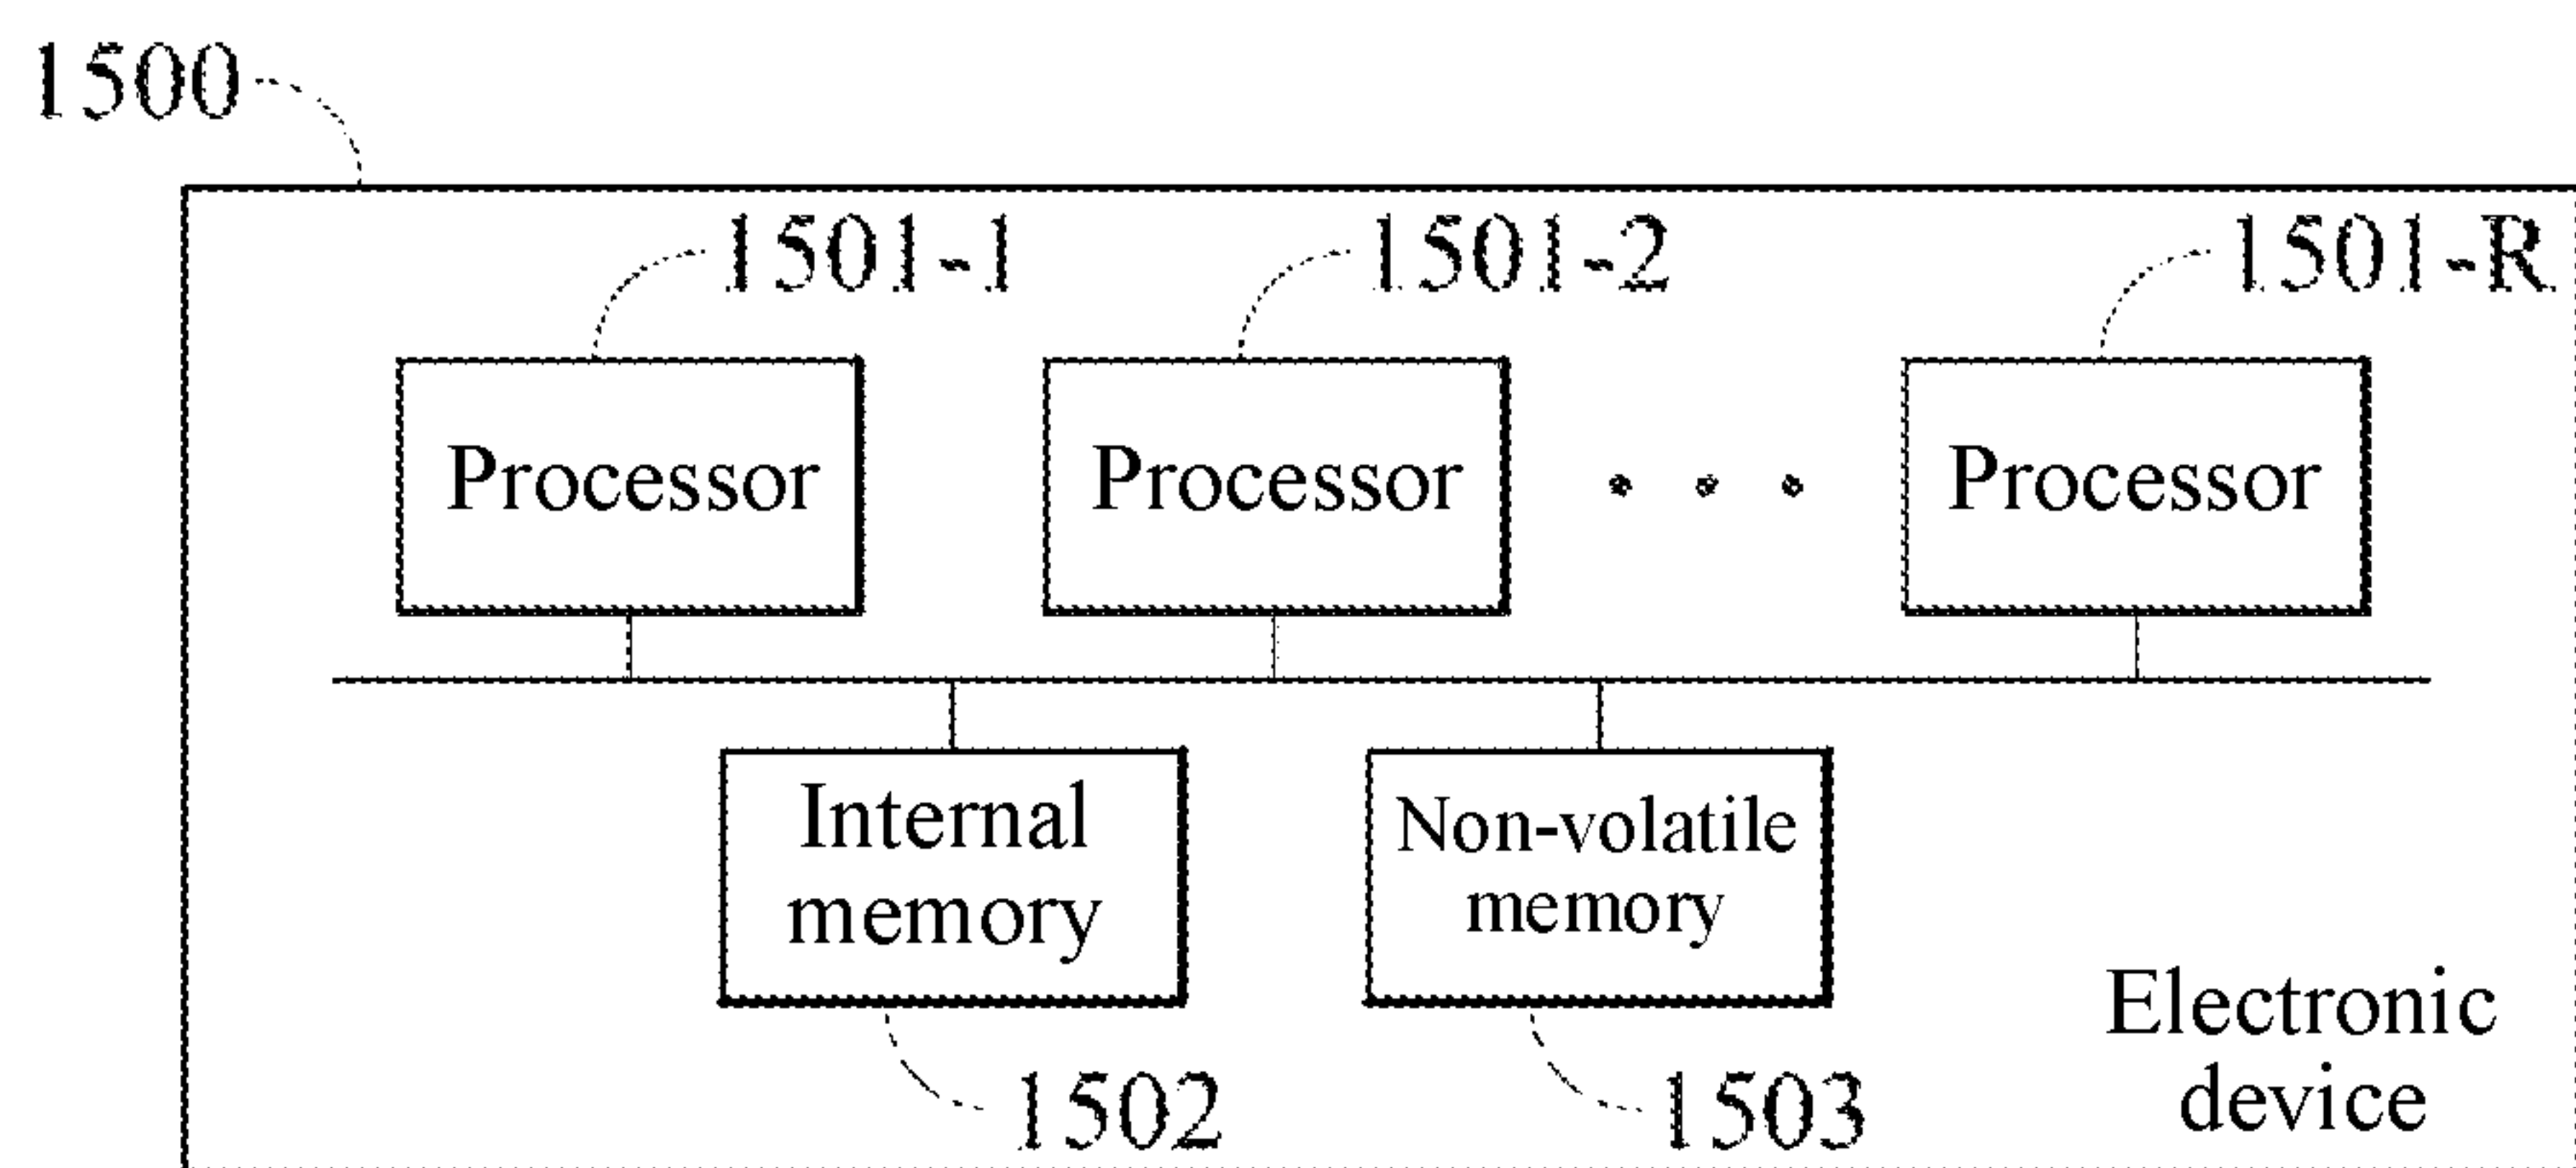 1500
1501-1
1501-2
1501-R
Processor
Processor
Processor
Internal
memory
Non-volatile
memory
Electronic
device
1502
1503